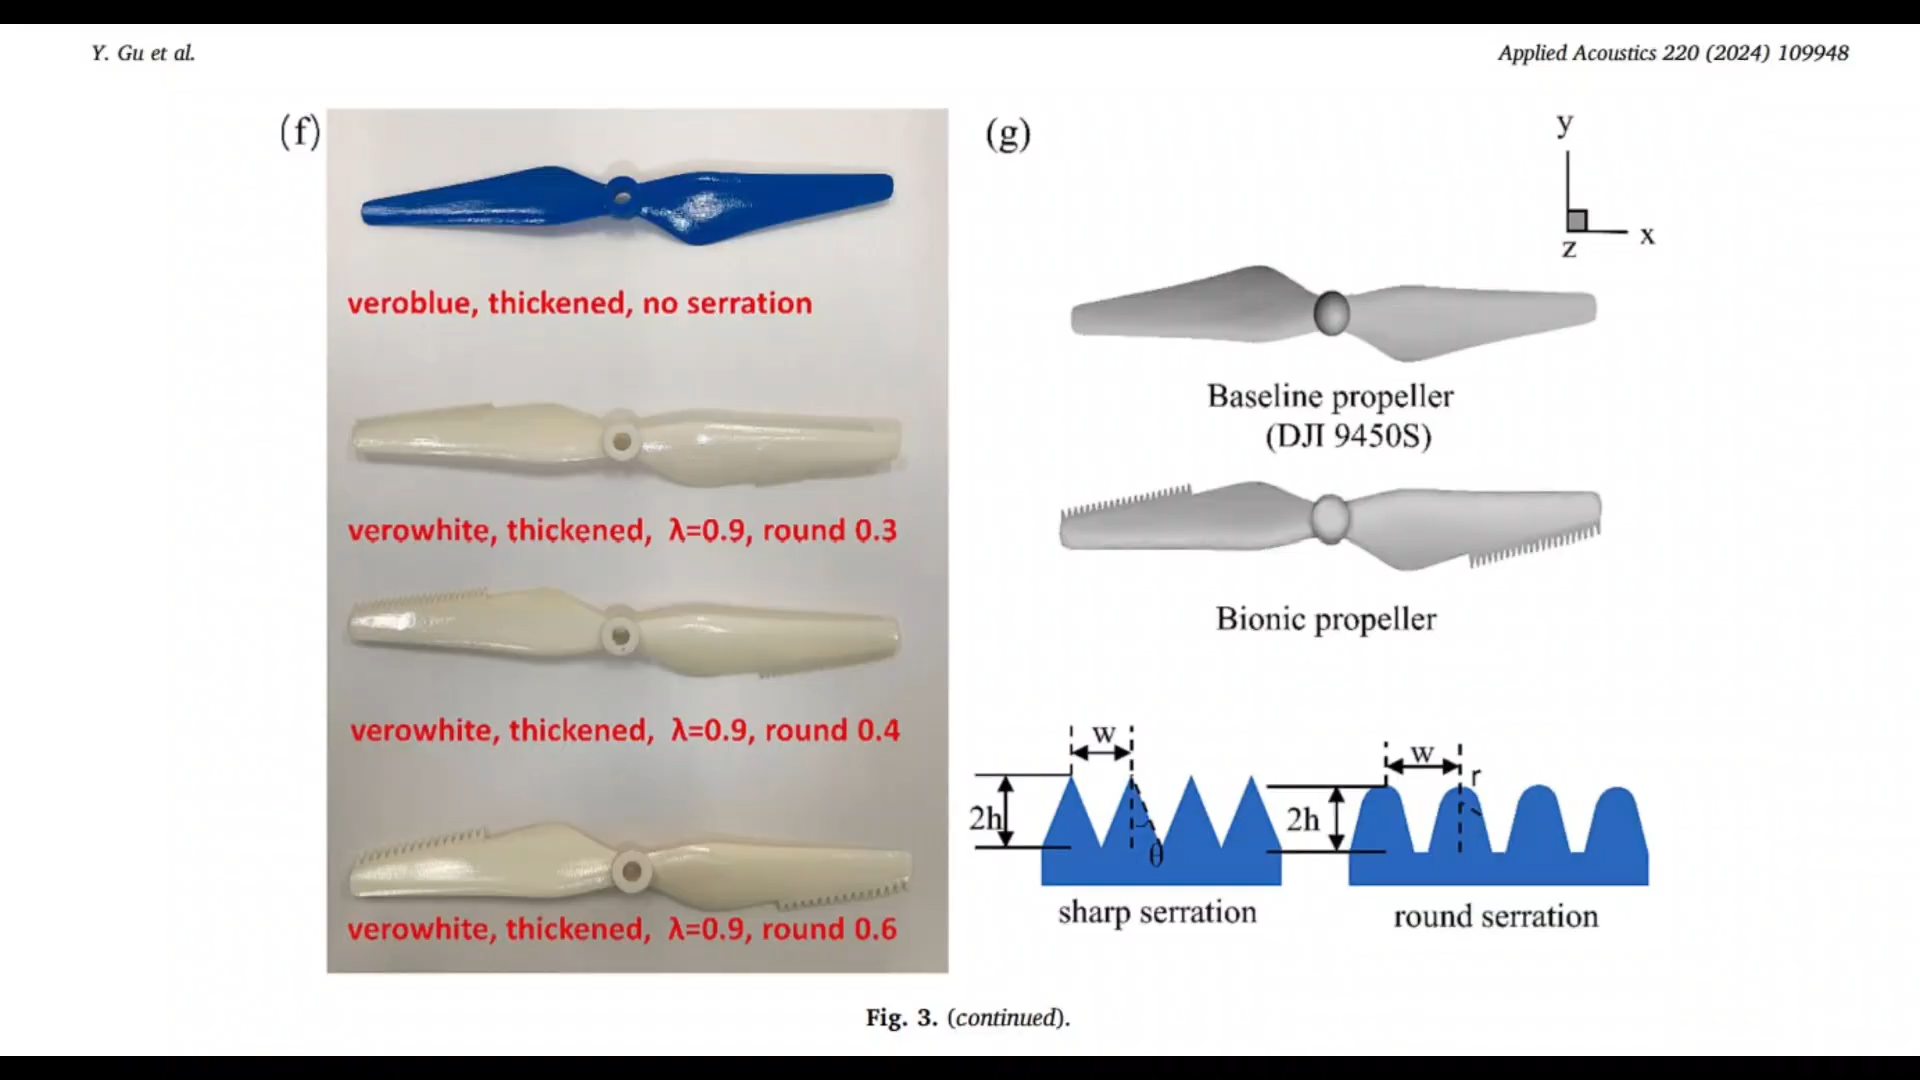 Y. Gu et al.
Applied Acoustics 220 (2024) 109948
(f)
veroblue, thickened, no serration
verowhite, thickened, λ=0.9, round 0.3
verowhite, thickened, λ=0.9, round 0.4
verowhite, thickened, λ=0.9, round 0.6
(g)
y
x
z
Baseline propeller
(DJI 9450S)
Bionic propeller
w
2h
θ
sharp serration
w
r
2h
round serration
Fig. 3. (continued).